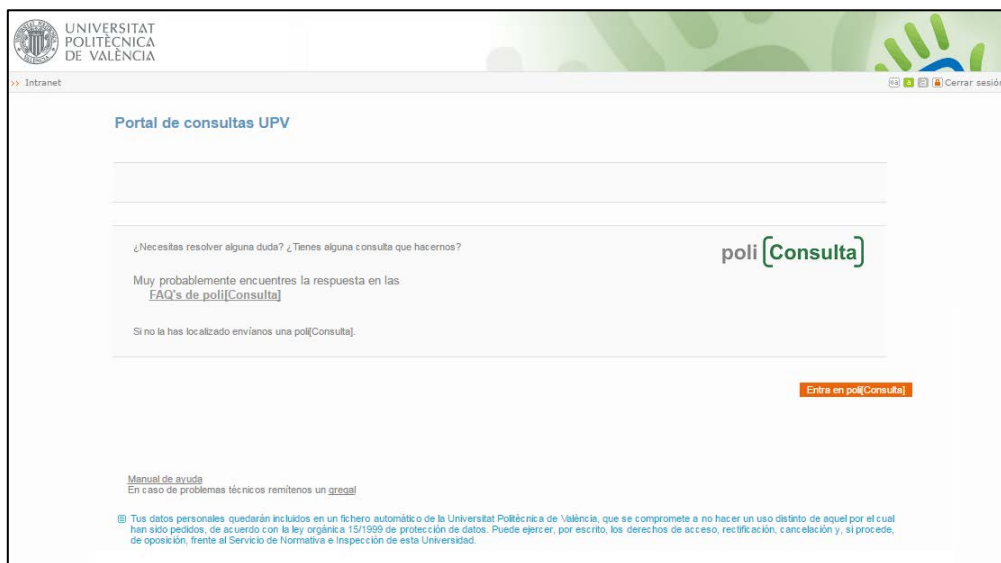 UNIVERSITAT
POLITÈCNICA
DE VALÈNCIA
>> Intranet
Cerrar sesión
Portal de consultas UPV
¿Necesitas resolver alguna duda? ¿Tienes alguna consulta que hacernos?
poli [Consulta]
Muy probablemente encuentres la respuesta en las
FAQ's de poli[Consulta]
Si no la has localizado envíanos una poli[Consulta].
Entra en poli[Consulta]
Manual de ayuda
En caso de problemas técnicos remítenos un gregal
Tus datos personales quedarán incluidos en un fichero automático de la Universitat Politècnica de València, que se compromete a no hacer un uso distinto de aquel por el cual
han sido pedidos, de acuerdo con la ley orgánica 15/1999 de protección de datos. Puede ejercer, por escrito, los derechos de acceso, rectificación, cancelación y, si procede,
de oposición, frente al Servicio de Normativa e Inspección de esta Universidad.